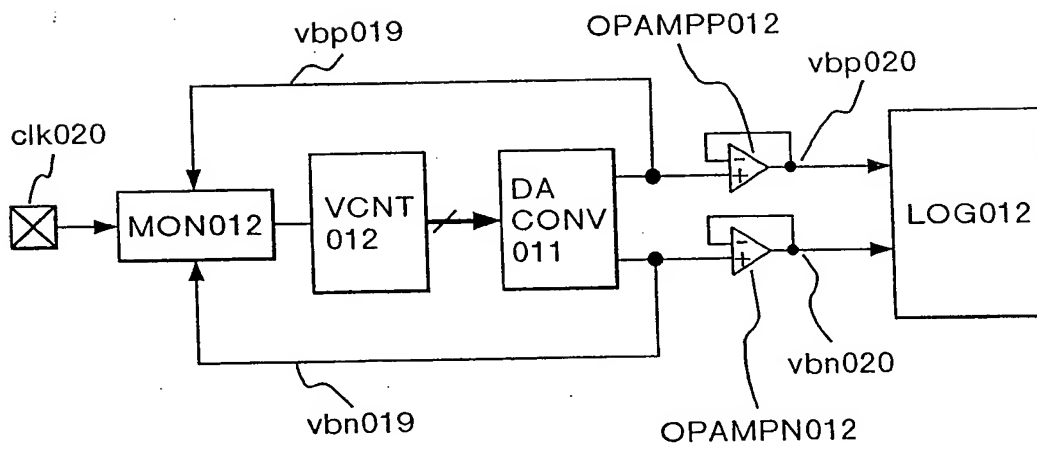 OPAMPP012
vbp019
vbp020
clk020
MON012
VCNT
012
DA
CONV
011
-
+
-
+
LOG012
vbn020
vbn019
OPAMPN012